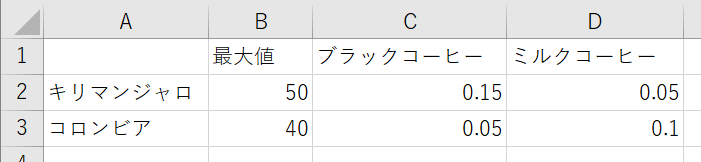 A B C D
1 最大値 ブラックコーヒー ミルクコーヒー
2 キリマンジャロ 50 0.15 0.05
3 コロンビア 40 0.05 0.1